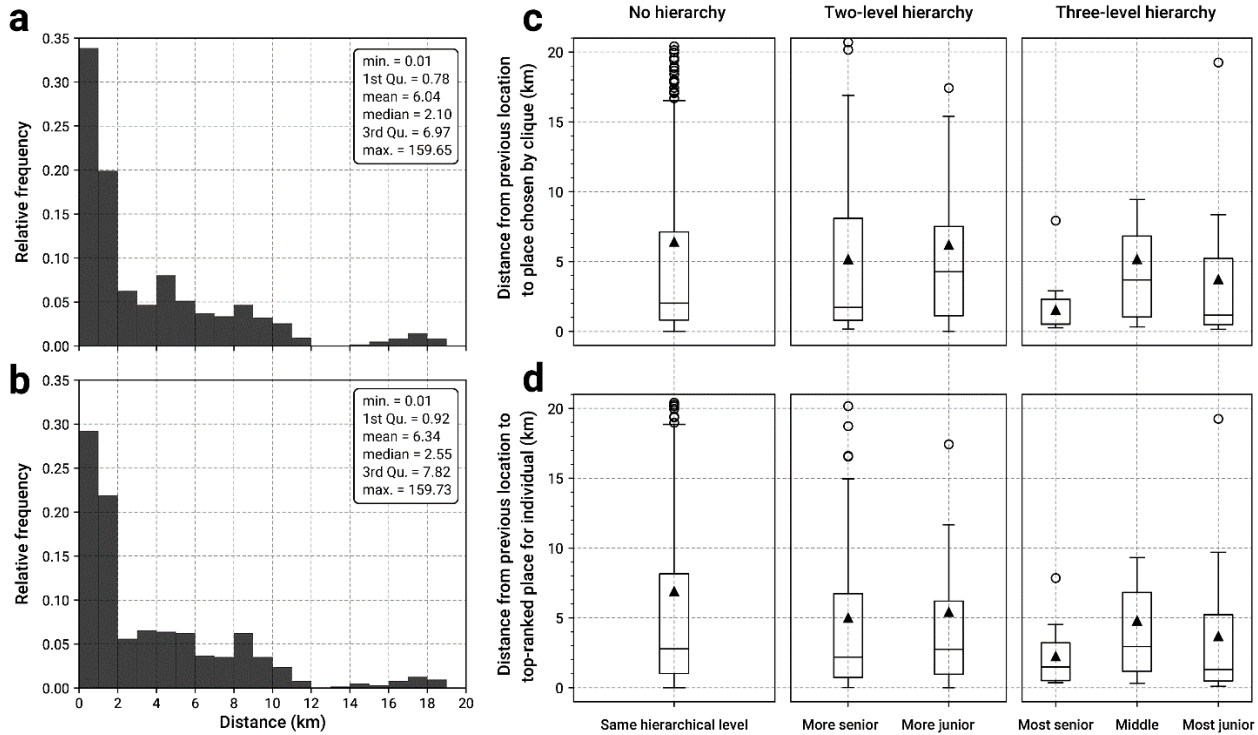 a
0.35
0.30
0.25
0.20
0.15
0.10
0.05
0.00
Relative frequency
min. = 0.01
1st Qu. = 0.78
mean = 6.04
median = 2.10
3rd Qu. = 6.97
max. = 159.65
b
0.35
0.30
0.25
0.20
0.15
0.10
0.05
0.00
Relative frequency
min. = 0.01
1st Qu. = 0.92
mean = 6.34
median = 2.55
3rd Qu. = 7.82
max. = 159.73
0 2 4 6 8 10 12 14 16 18 20
Distance (km)
c
No hierarchy
Two-level hierarchy
Three-level hierarchy
Distance from previous location
to place chosen by clique (km)
20
15
10
5
0
d
Distance from previous location to
top-ranked place for individual (km)
20
15
10
5
0
Same hierarchical level
More senior
More junior
Most senior
Middle
Most junior